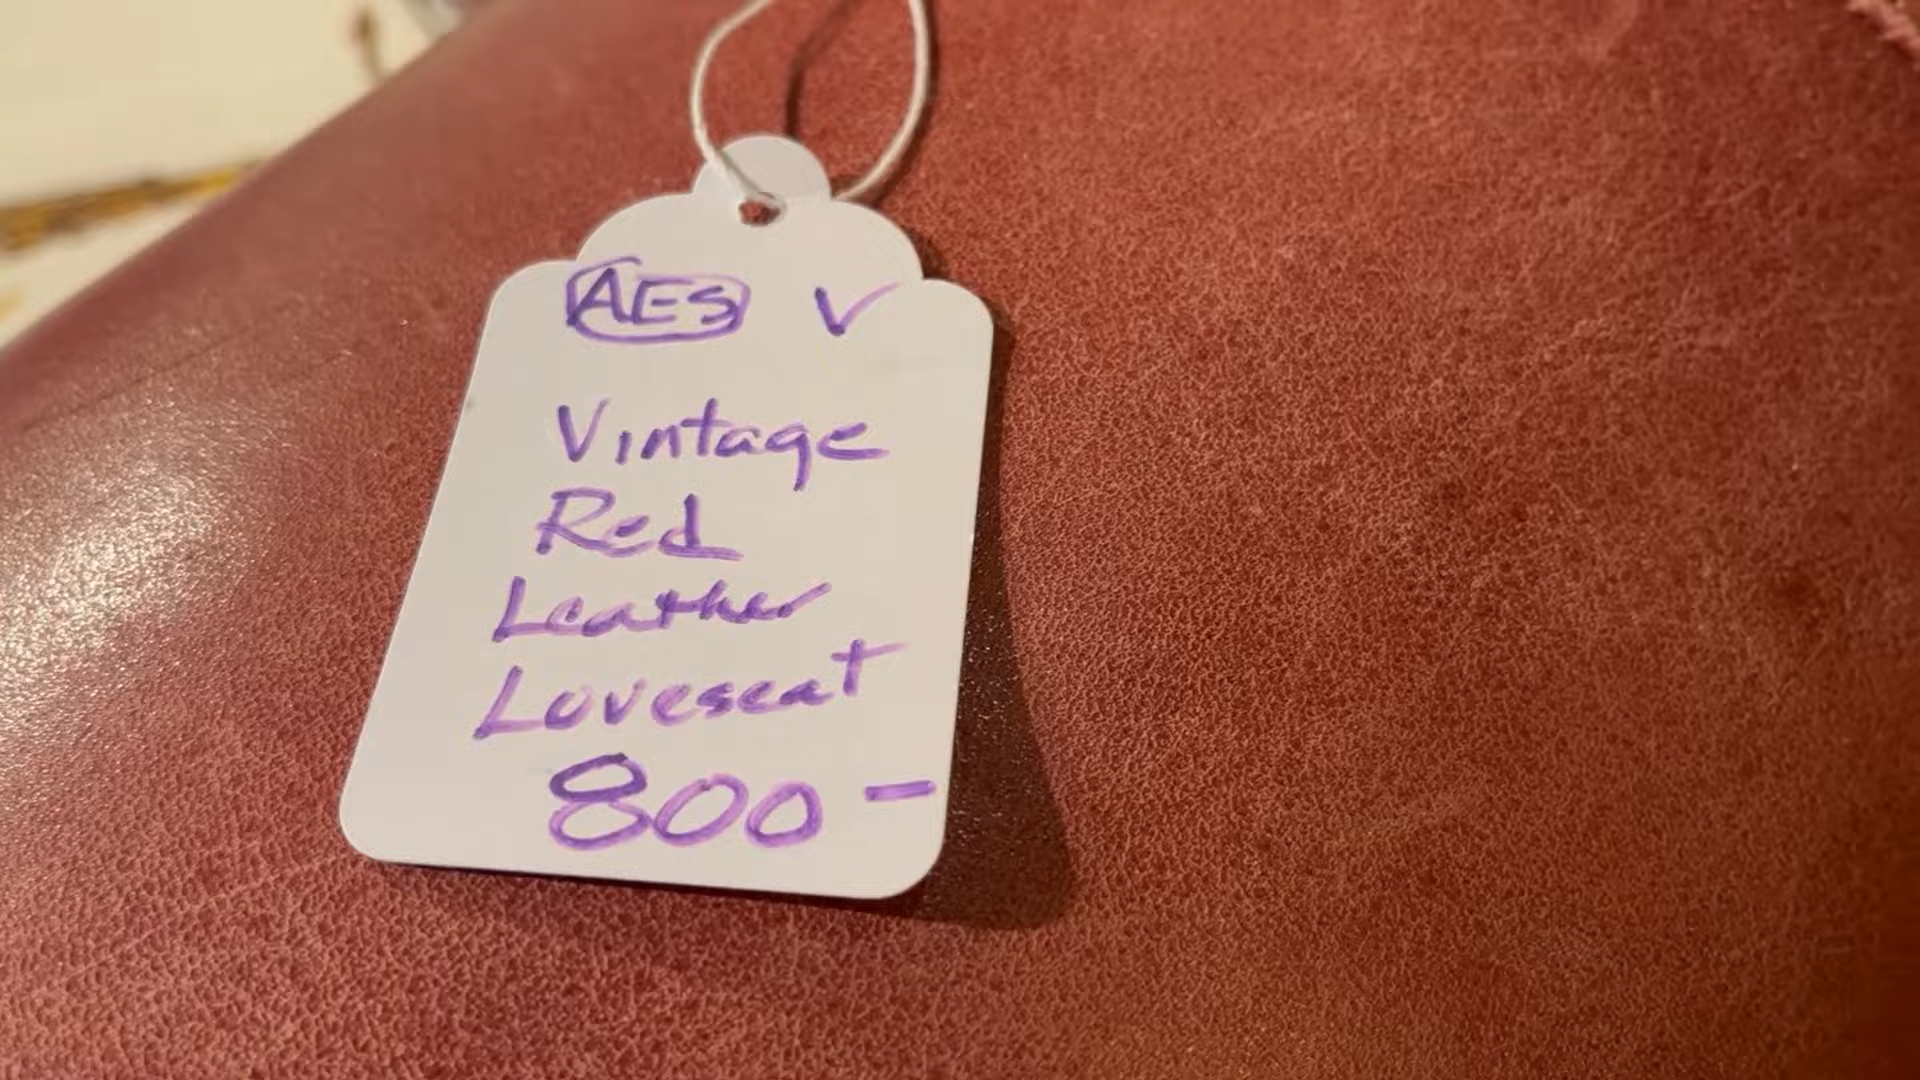 AES ✓
Vintage
Red
Leather
Loveseat
800 -